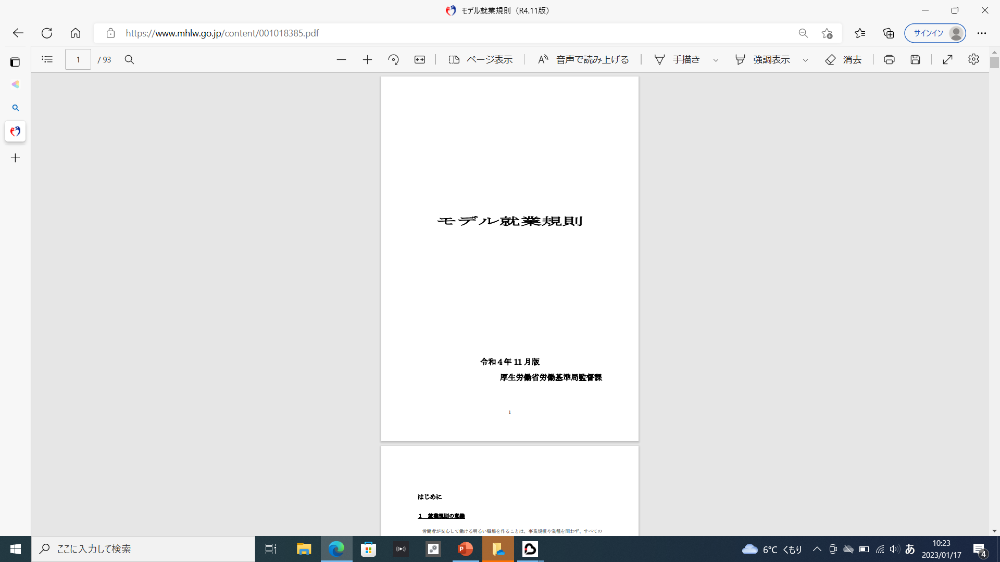 モデル就業規則（R4.11版）
https://www.mhlw.go.jp/content/001018385.pdf
サインイン
1 / 93
ページ表示
音声で読み上げる
手描き
強調表示
消去
モデル就業規則
令和４年 11 月版
厚生労働省労働基準局監督課
1
はじめに
１　就業規則の意義
労働者が安心して働ける明るい職場を作ることは、事業規模や業種を問わず、すべての
ここに入力して検索
6°C くもり
あ
10:23
2023/01/17
4